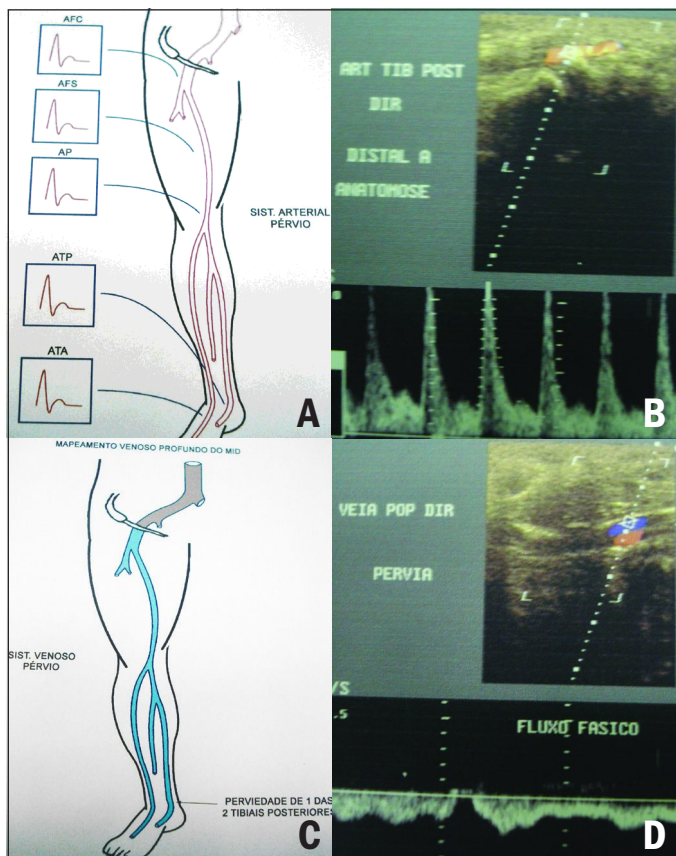 AFC
AFS
AP
SIST. ARTERIAL
PÉRVIO
ATP
ATA
A
ART TIB POST
DIR
DISTAL A
ANATOMOSE
B
MAPEAMENTO VENOSO PROFUNDO DO MID
SIST. VENOSO
PÉRVIO
PERVIEDADE DE 1 DAS
2 TIBIAIS POSTERIORES
C
VEIA POP DIR
PERVIA
/S
.5
FLUXO FASICO
D